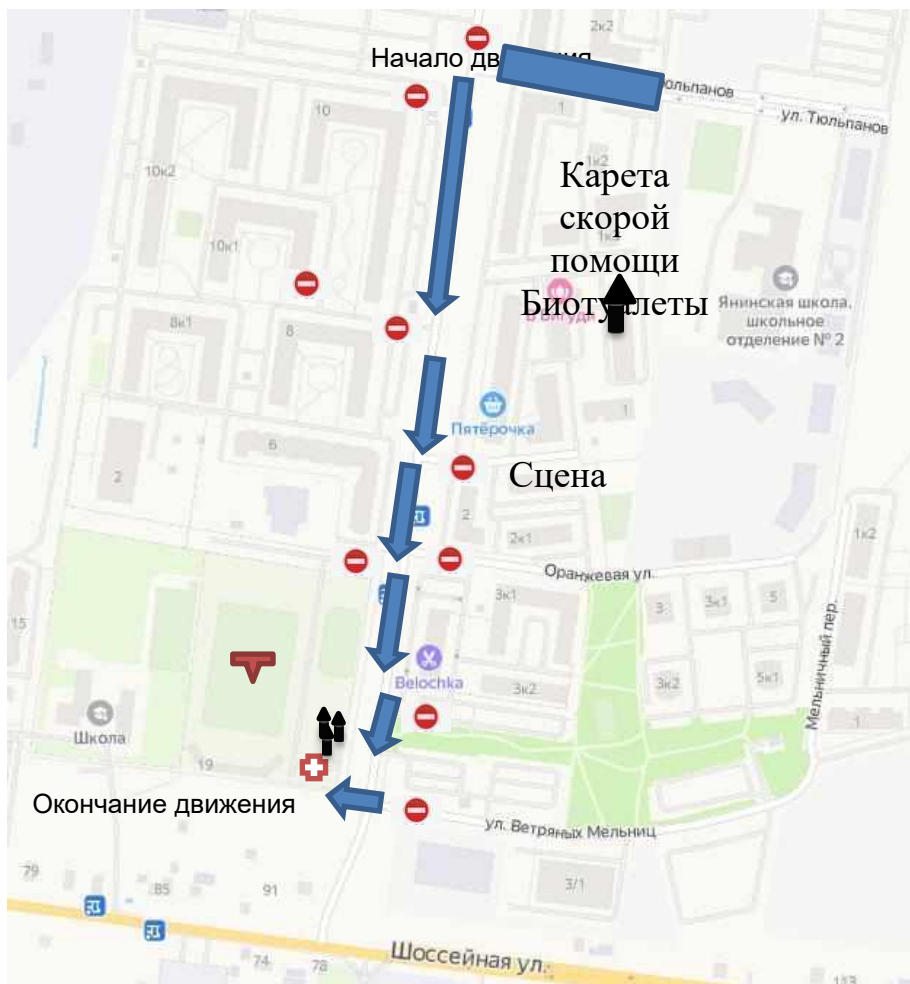 2к2
Начало дв
ольпанов
ул. Тюльпанов
10
1
10к2
1к2
Карета
скорой
помощи
Биотуалеты
10к1
Янинская школа,
школьное
отделение № 2
8к1
8
Пятёрочка
1
6
Сцена
2
2
2к1
1к2
Оранжевая ул.
3к1
3
3к1
5
15
Belochka
3к2
3к2
5к1
Мельничный пер.
1
Школа
19
Окончание движения
ул. Ветряных Мельниц
79
85
91
3/1
Шоссейная ул.
74
78
113